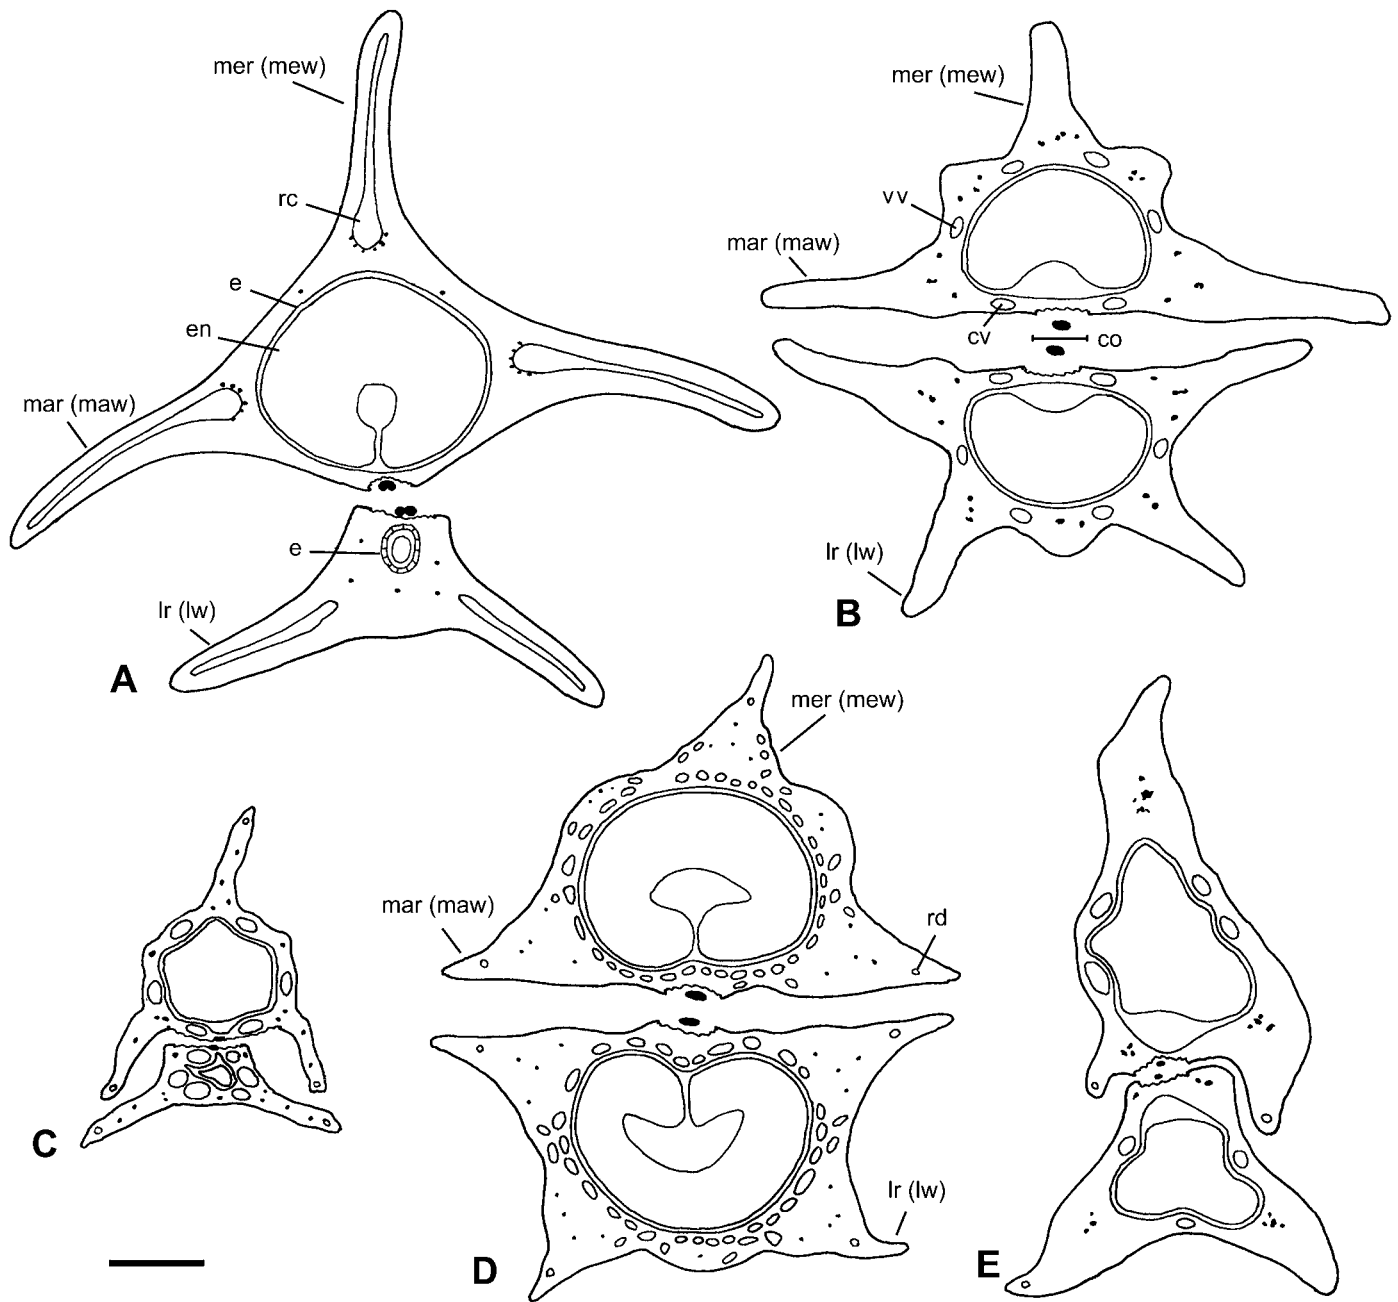 mer (mew)
rc
e
en
mar (maw)
e
lr (lw)
A
mer (mew)
vv
mar (maw)
cv
co
lr (lw)
B
C
mer (mew)
mar (maw)
rd
lr (lw)
D
E